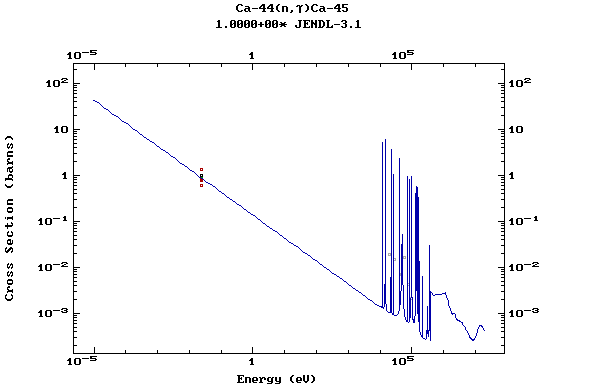 Ca-44(n,γ)Ca-45
1.0000+00* JENDL-3.1
10⁻⁵ 1 10⁵
10² 10²
10 10
1 1
10⁻¹ 10⁻¹
10⁻² 10⁻²
10⁻³ 10⁻³
10⁻⁵ 1 10⁵
Cross Section (barns)
Energy (eV)